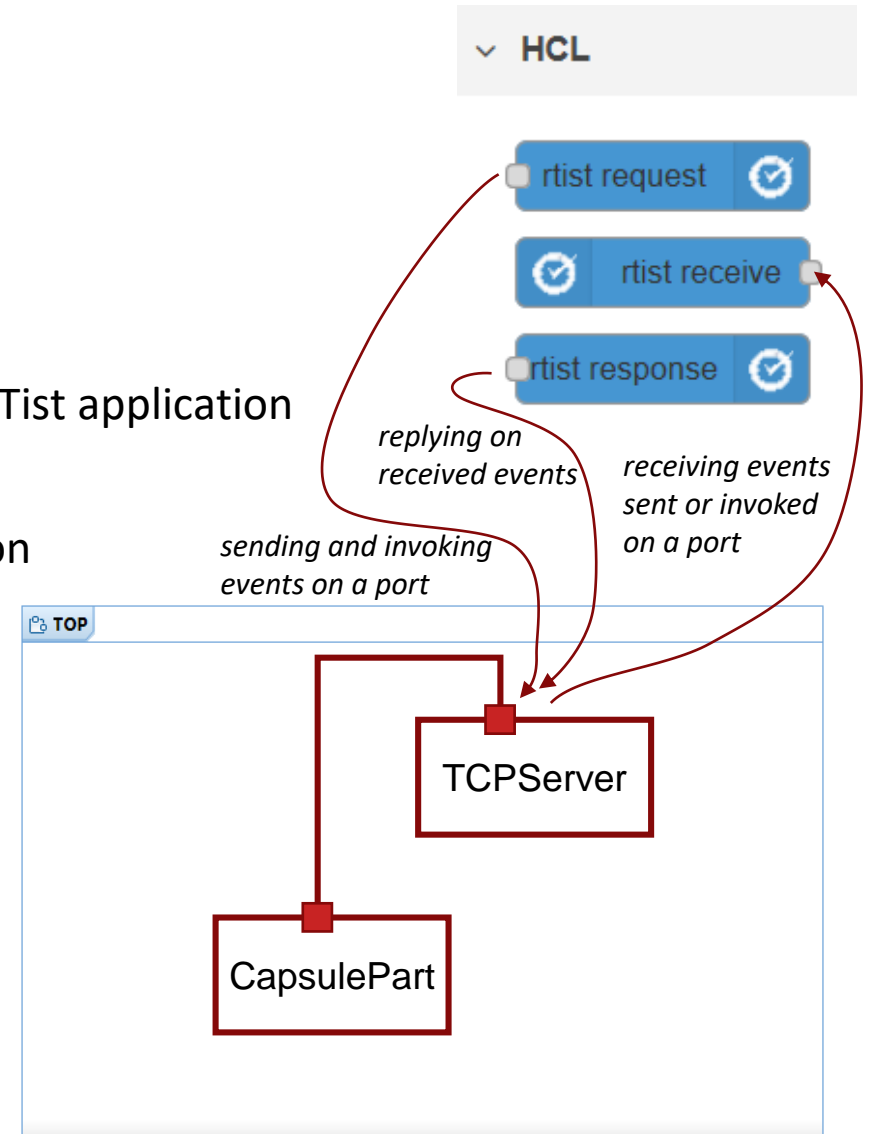 HCL
rtist request
rtist receive
rtist response
Tist application
replying on
received events
receiving events
sent or invoked
on a port
on
sending and invoking
events on a port
TOP
TCPServer
CapsulePart